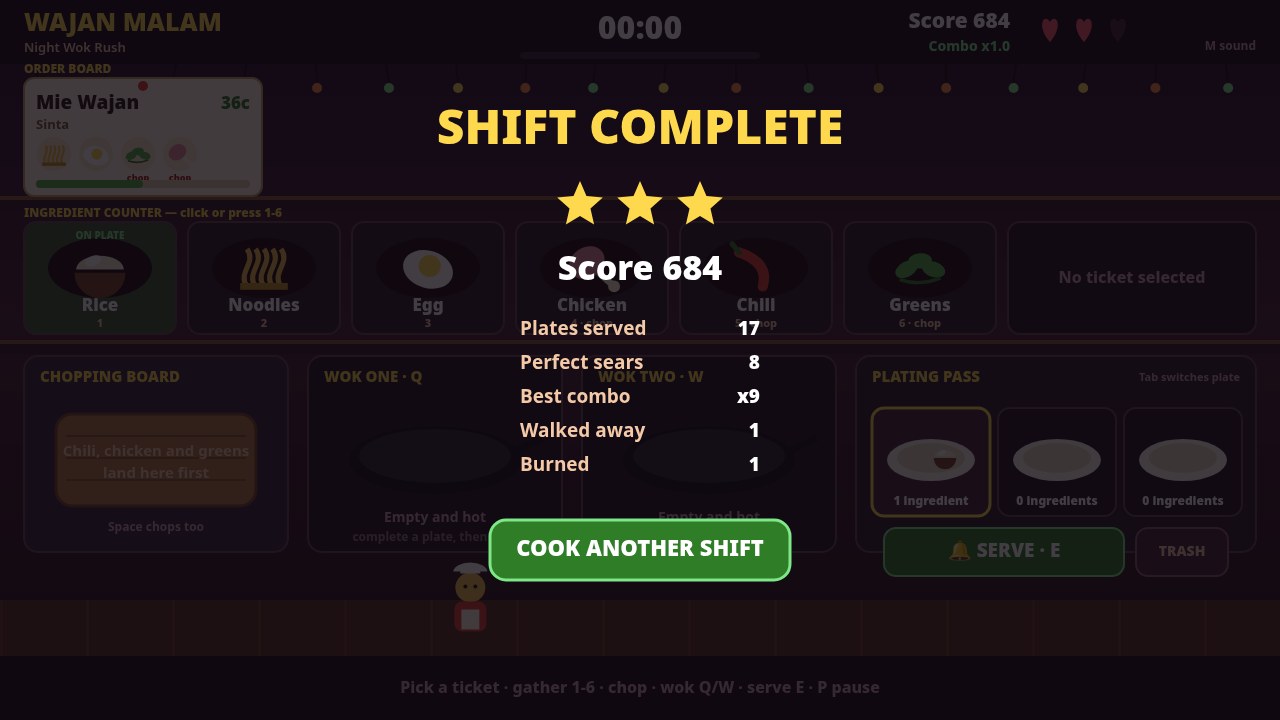 WAJAN MALAM
Night Wok Rush
00:00
Score 684
Combo x1.0
M sound
ORDER BOARD
Mie Wajan 36c
Sinta
chop chop
SHIFT COMPLETE
INGREDIENT COUNTER — click or press 1-6
ON PLATE
Rice
1
Noodles
2
Egg
3
Chicken
Chili
chop
Greens
6 · chop
No ticket selected
Score 684
Plates served 17
Perfect sears 8
Best combo x9
Walked away 1
Burned 1
CHOPPING BOARD
Chili, chicken and greens
land here first
Space chops too
WOK ONE · Q
Empty and hot
complete a plate, then
WOK TWO · W
Empty and hot
PLATING PASS
Tab switches plate
1 ingredient
0 ingredients
0 ingredients
COOK ANOTHER SHIFT
🔔 SERVE · E
TRASH
Pick a ticket · gather 1-6 · chop · wok Q/W · serve E · P pause